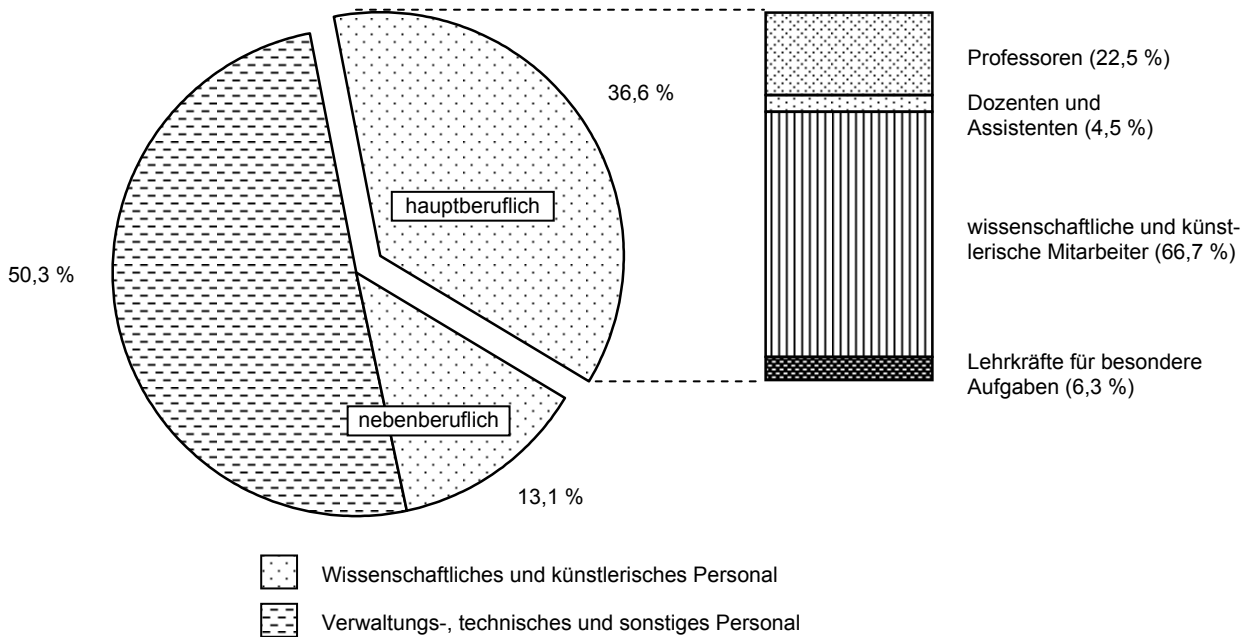 36,6 %
hauptberuflich
50,3 %
nebenberuflich
13,1 %
Professoren (22,5 %)
Dozenten und
Assistenten (4,5 %)
wissenschaftliche und künst-
lerische Mitarbeiter (66,7 %)
Lehrkräfte für besondere
Aufgaben (6,3 %)
Wissenschaftliches und künstlerisches Personal
Verwaltungs-, technisches und sonstiges Personal